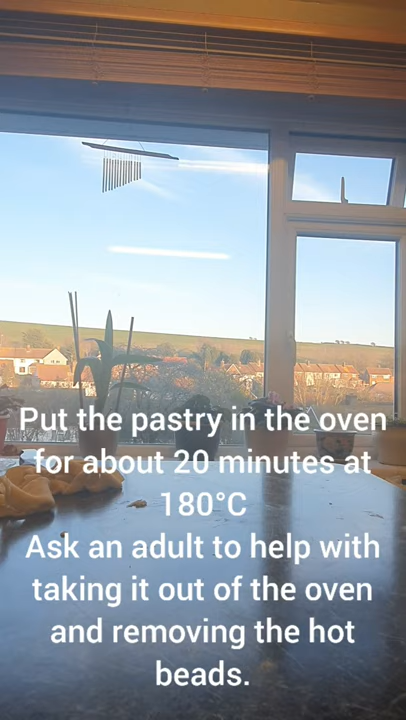 Put the pastry in the oven
for about 20 minutes at
180°C
Ask an adult to help with
taking it out of the oven
and removing the hot
beads.